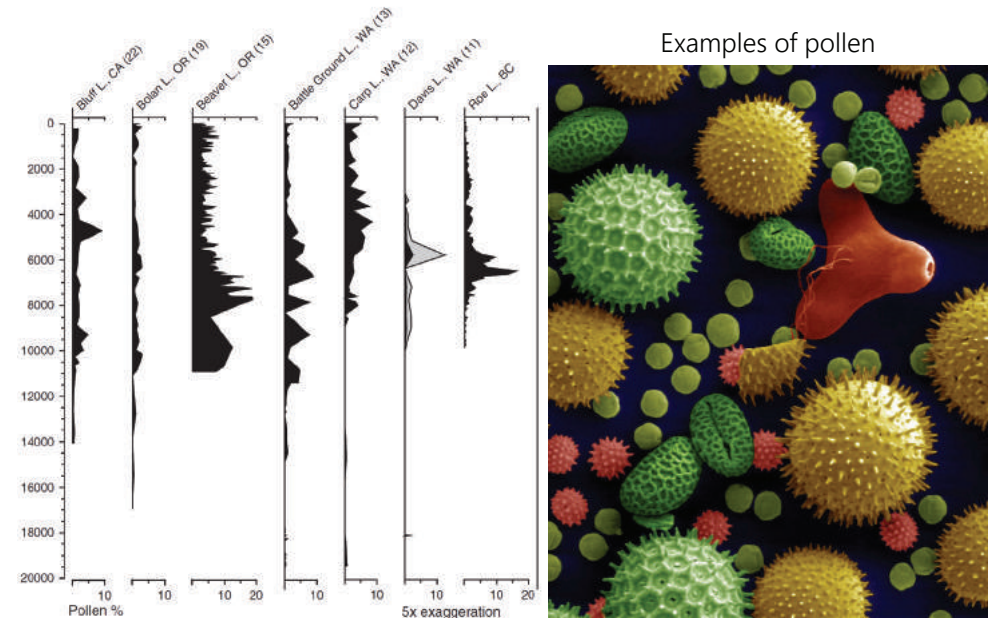 Bluff L., CA (22)
Bolan L., OR (19)
Beaver L., OR (15)
Battle Ground L., WA (13)
Carp L., WA (12)
Davis L., WA (11)
Roe L., BC
Examples of pollen
0
2000
4000
6000
8000
10000
12000
14000
16000
18000
20000
10
10
10 20
10
10
10
10 20
Pollen %
5x exaggeration